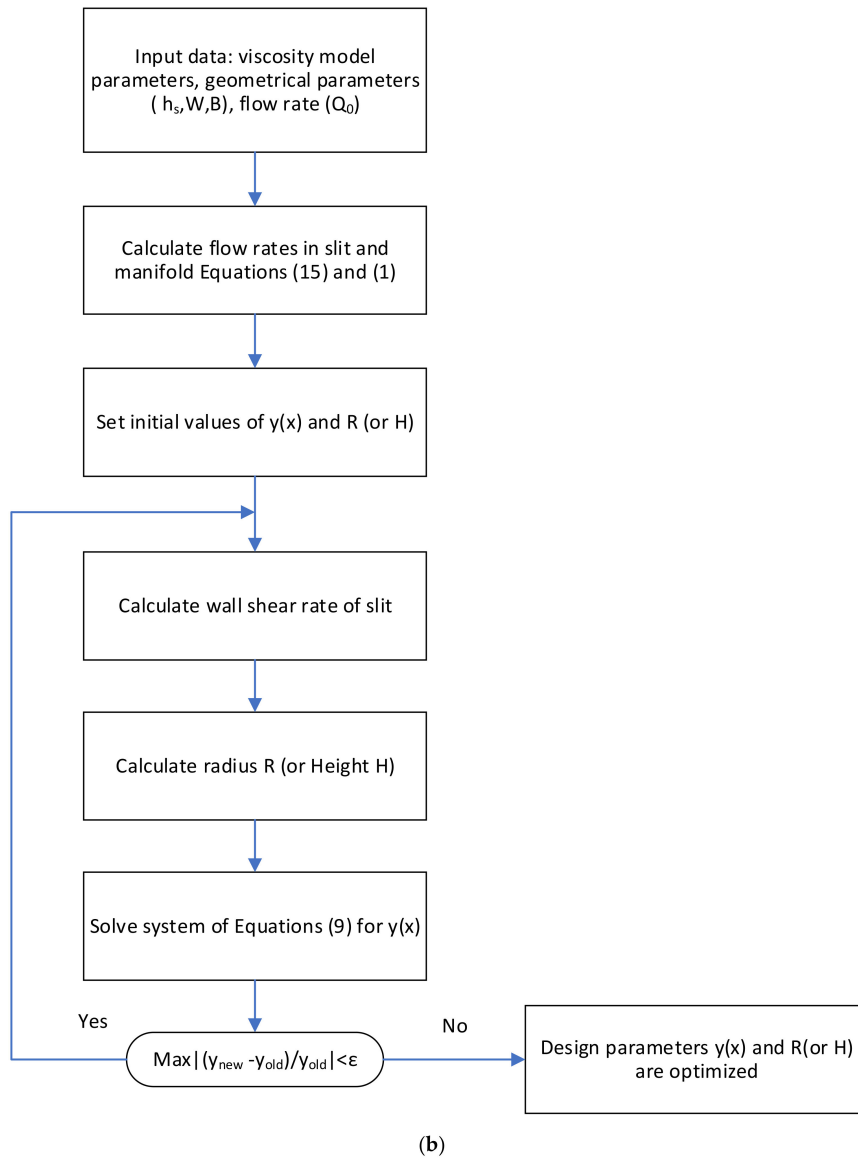 Input data: viscosity model
parameters, geometrical parameters
( hₛ,W,B), flow rate (Q₀)
Calculate flow rates in slit and
manifold Equations (15) and (1)
Set initial values of y(x) and R (or H)
Calculate wall shear rate of slit
Calculate radius R (or Height H)
Solve system of Equations (9) for y(x)
Yes
Max|(yₙₑw -yₒₗd)/yₒₗd|<ε
No
Design parameters y(x) and R(or H)
are optimized
(b)